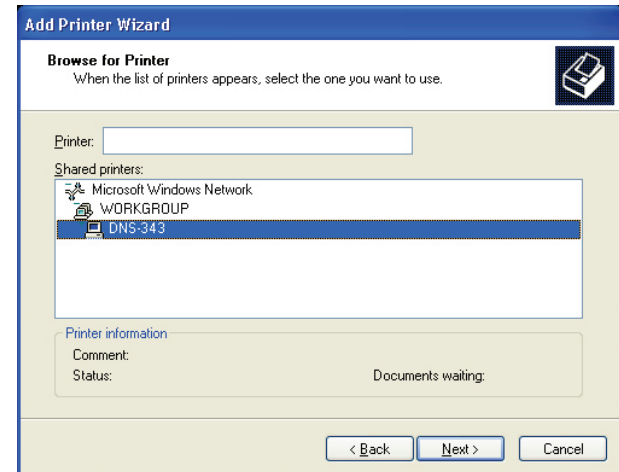 Add Printer Wizard
Browse for Printer
When the list of printers appears, select the one you want to use.
Printer:
Shared printers:
Microsoft Windows Network
WORKGROUP
DNS-343
Printer information
Comment:
Status: Documents waiting:
< Back Next > Cancel